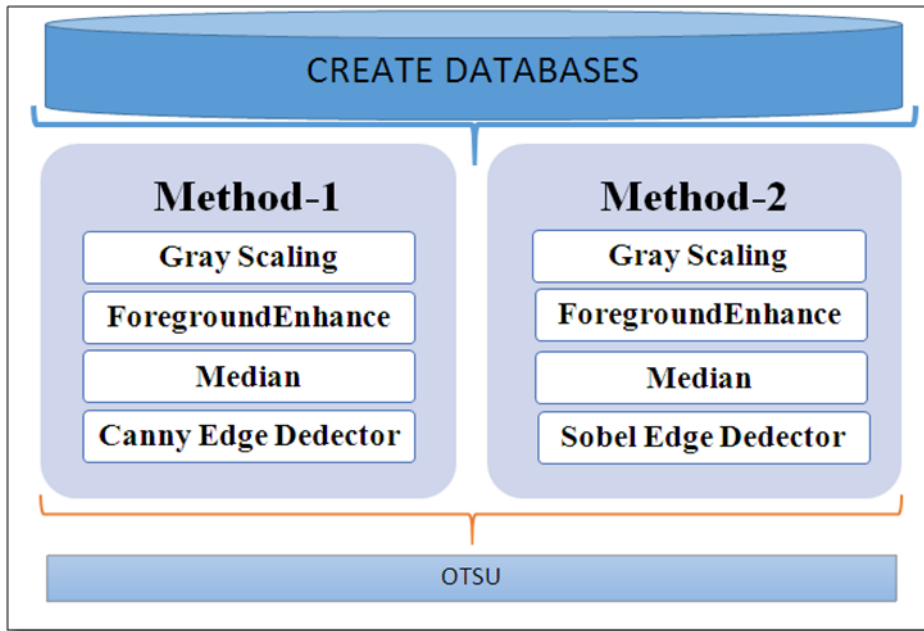 CREATE DATABASES
Method-1
Gray Scaling
ForegroundEnhance
Median
Canny Edge Dedector
Method-2
Gray Scaling
ForegroundEnhance
Median
Sobel Edge Dedector
OTSU